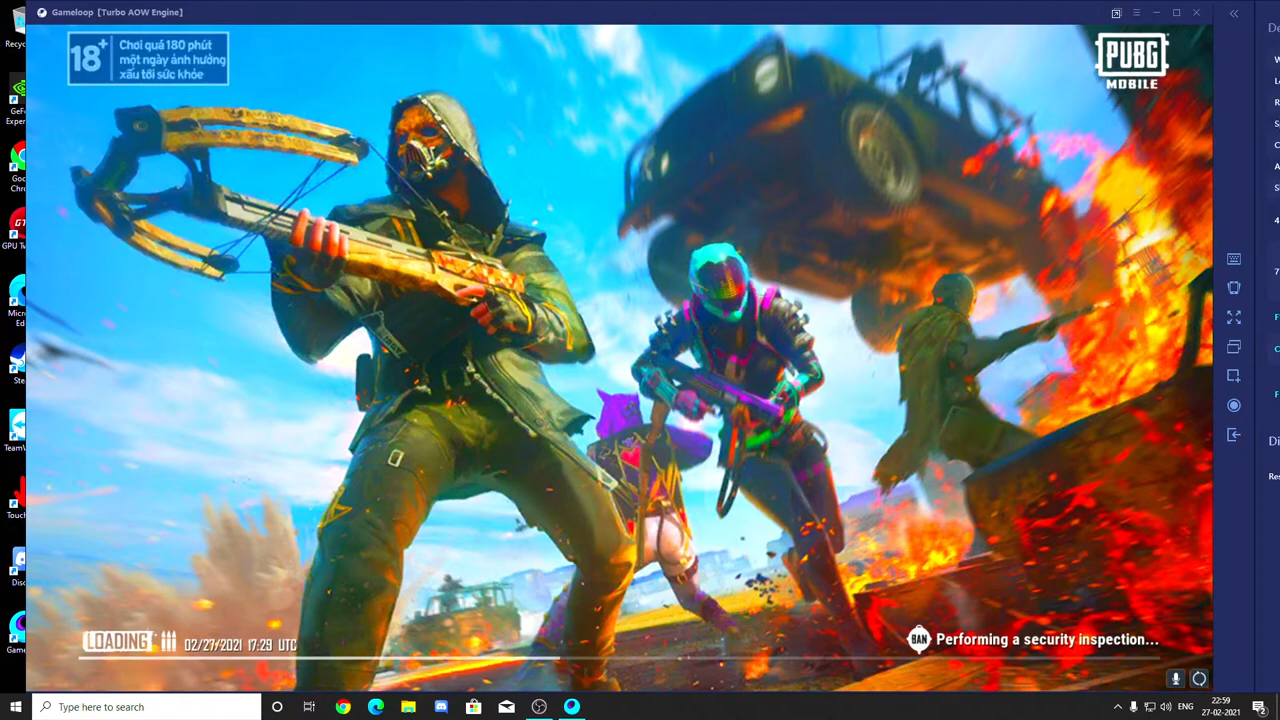 Gameloop [Turbo AOW Engine]
18+
Chơi quá 180 phút
một ngày ảnh hưởng
xấu tới sức khỏe
PUBG
MOBILE
LOADING
02/27/2021 17:29 UTC
BAN
Performing a security inspection...
Type here to search
ENG
22:59
27-02-2021
2